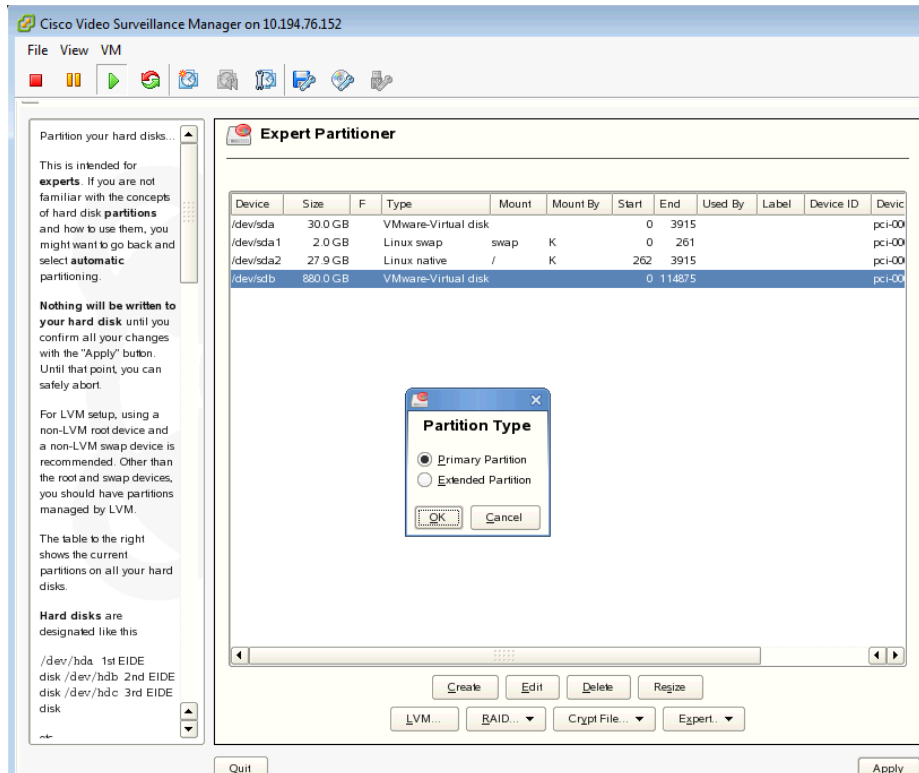 Cisco Video Surveillance Manager on 10.194.76.152
File View VM
Partition your hard disks...
This is intended for
experts. If you are not
familiar with the concepts
of hard disk partitions
and how to use them, you
might want to go back and
select automatic
partitioning.
Nothing will be written to
your hard disk until you
confirm all your changes
with the "Apply" button.
Until that point, you can
safely abort.
For LVM setup, using a
non-LVM root device and
a non-LVM swap device is
recommended. Other than
the root and swap devices,
you should have partitions
managed by LVM.
The table to the right
shows the current
partitions on all your hard
disks.
Hard disks are
designated like this
/dev/hda 1st EIDE
disk /dev/hdb 2nd EIDE
disk /dev/hdc 3rd EIDE
disk
Expert Partitioner
Device Size F Type Mount Mount By Start End Used By Label Device ID Devic
/dev/sda 30.0 GB VMware-Virtual disk 0 3915 pci-00
/dev/sda1 2.0 GB Linux swap swap K 0 261 pci-00
/dev/sda2 27.9 GB Linux native / K 262 3915 pci-00
/dev/sdb 880.0 GB VMware-Virtual disk 0 114875 pci-00
Partition Type
Primary Partition
Extended Partition
OK Cancel
Create Edit Delete Resize
LVM... RAID... Crypt File... Expert..
Quit Apply